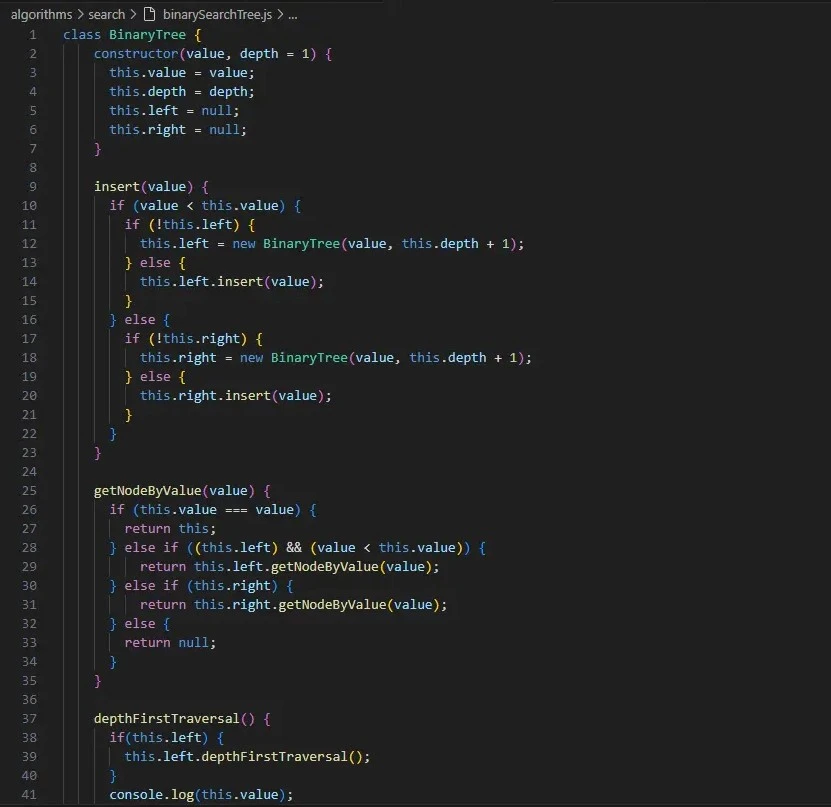 algorithms > search > binarySearchTree.js > ...
1 class BinaryTree {
2 constructor(value, depth = 1) {
3 this.value = value;
4 this.depth = depth;
5 this.left = null;
6 this.right = null;
7 }
8
9 insert(value) {
10 if (value < this.value) {
11 if (!this.left) {
12 this.left = new BinaryTree(value, this.depth + 1);
13 } else {
14 this.left.insert(value);
15 }
16 } else {
17 if (!this.right) {
18 this.right = new BinaryTree(value, this.depth + 1);
19 } else {
20 this.right.insert(value);
21 }
22 }
23 }
24
25 getNodeByValue(value) {
26 if (this.value === value) {
27 return this;
28 } else if ((this.left) && (value < this.value)) {
29 return this.left.getNodeByValue(value);
30 } else if (this.right) {
31 return this.right.getNodeByValue(value);
32 } else {
33 return null;
34 }
35 }
36
37 depthFirstTraversal() {
38 if(this.left) {
39 this.left.depthFirstTraversal();
40 }
41 console.log(this.value);